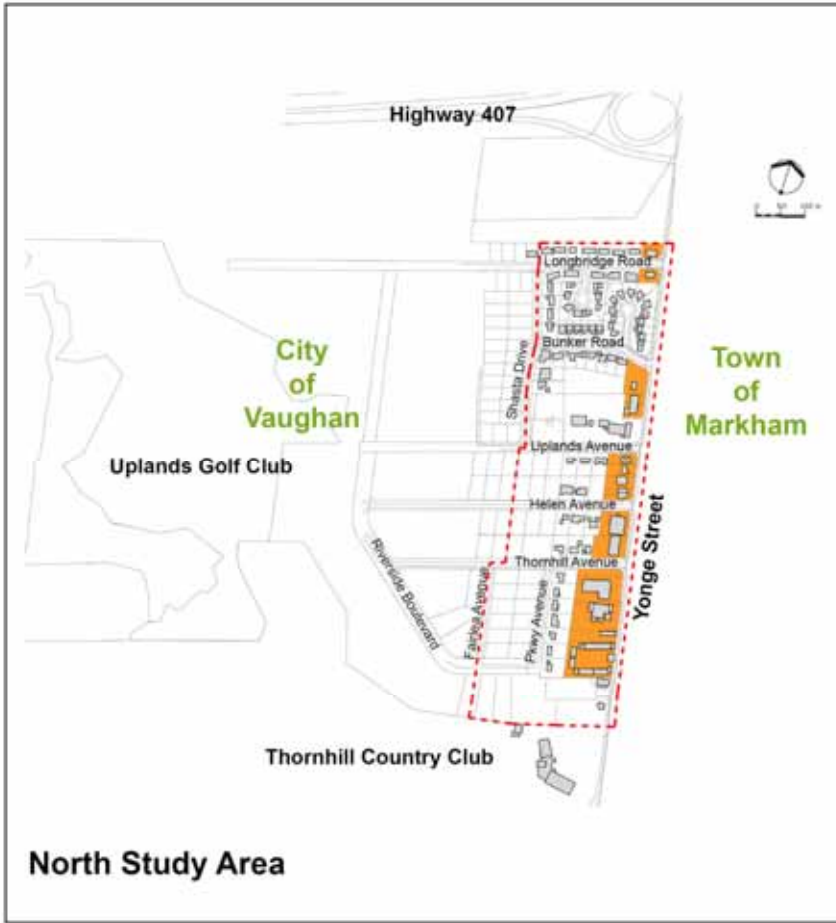 Highway 407
Longbridge Road
Bunker Road
Shasta Drive
City
of
Vaughan
Town
of
Markham
Uplands Avenue
Uplands Golf Club
Helen Avenue
Yonge Street
Thornhill Avenue
Riverside Boulevard
Fairlea Avenue
Pkwy Avenue
Thornhill Country Club
North Study Area